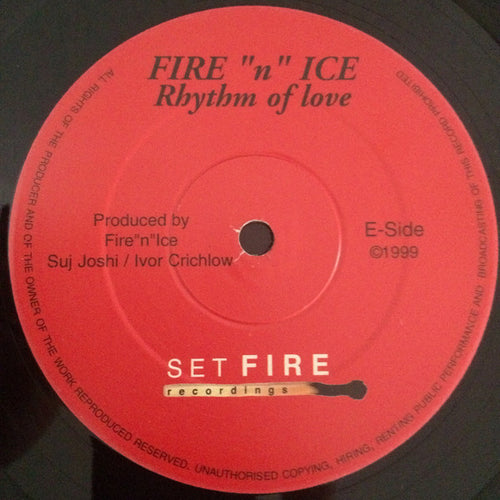 FIRE "n" ICE
Rhythm of love
Produced by
Fire"n"Ice
Suj Joshi / Ivor Crichlow
E-Side
©1999
SET FIRE
recordings
ALL RIGHTS OF THE PRODUCER AND OF THE OWNER OF THE WORK REPRODUCED RESERVED. UNAUTHORISED COPYING, HIRING, RENTING PUBLIC PERFORMANCE AND BROADCASTING OF THIS RECORD PROHIBITED